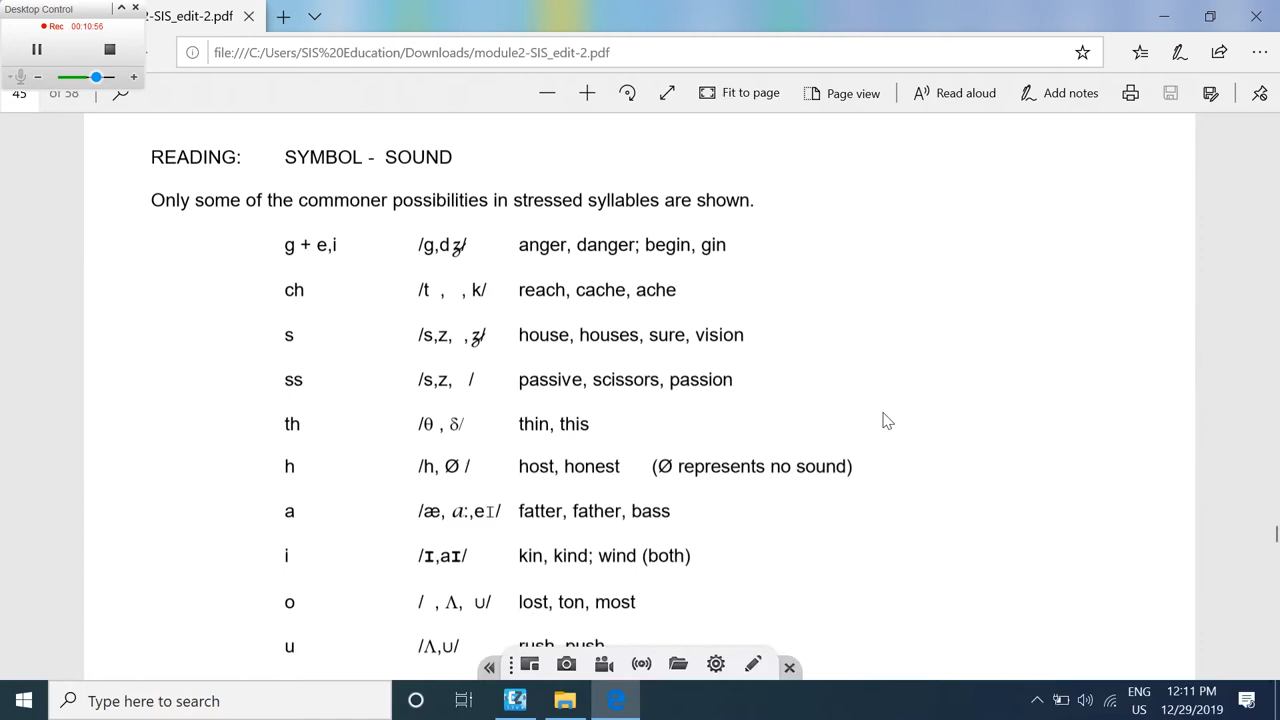 Desktop Control
Rec 00:10:56
2-SIS_edit-2.pdf
file:///C:/Users/SIS%20Education/Downloads/module2-SIS_edit-2.pdf
45 of 58 Fit to page Page view Read aloud Add notes
READING: SYMBOL - SOUND
Only some of the commoner possibilities in stressed syllables are shown.
g + e,i /g,dʒ/ anger, danger; begin, gin
ch /t , , k/ reach, cache, ache
s /s,z, ,ʒ/ house, houses, sure, vision
ss /s,z, / passive, scissors, passion
th /θ , δ/ thin, this
h /h, Ø / host, honest (Ø represents no sound)
a /æ, a:,eɪ/ fatter, father, bass
i /ɪ,aɪ/ kin, kind; wind (both)
o / , Λ, ∪/ lost, ton, most
u /Λ,∪/ rush, push
Type here to search
ENG 12:11 PM
US 12/29/2019